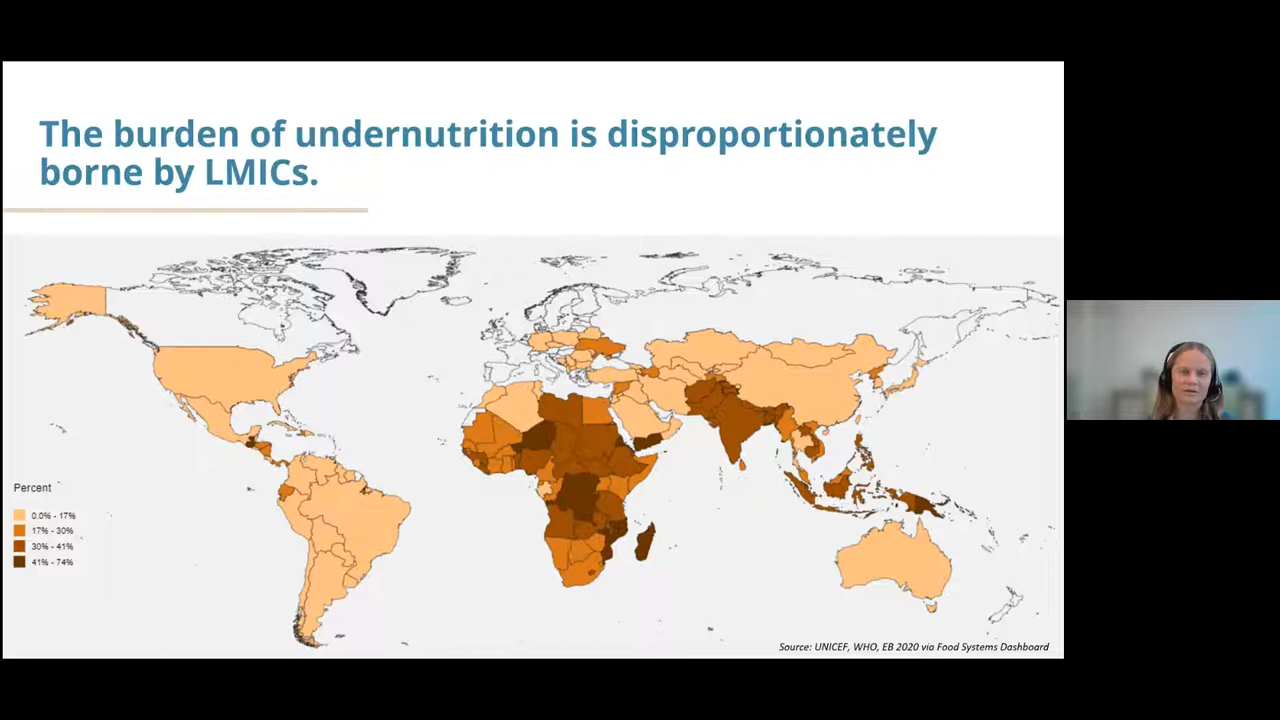 The burden of undernutrition is disproportionately
borne by LMICs.
Percent
0.0% - 17%
17% - 30%
30% - 41%
41% - 74%
Source: UNICEF, WHO, EB 2020 via Food Systems Dashboard